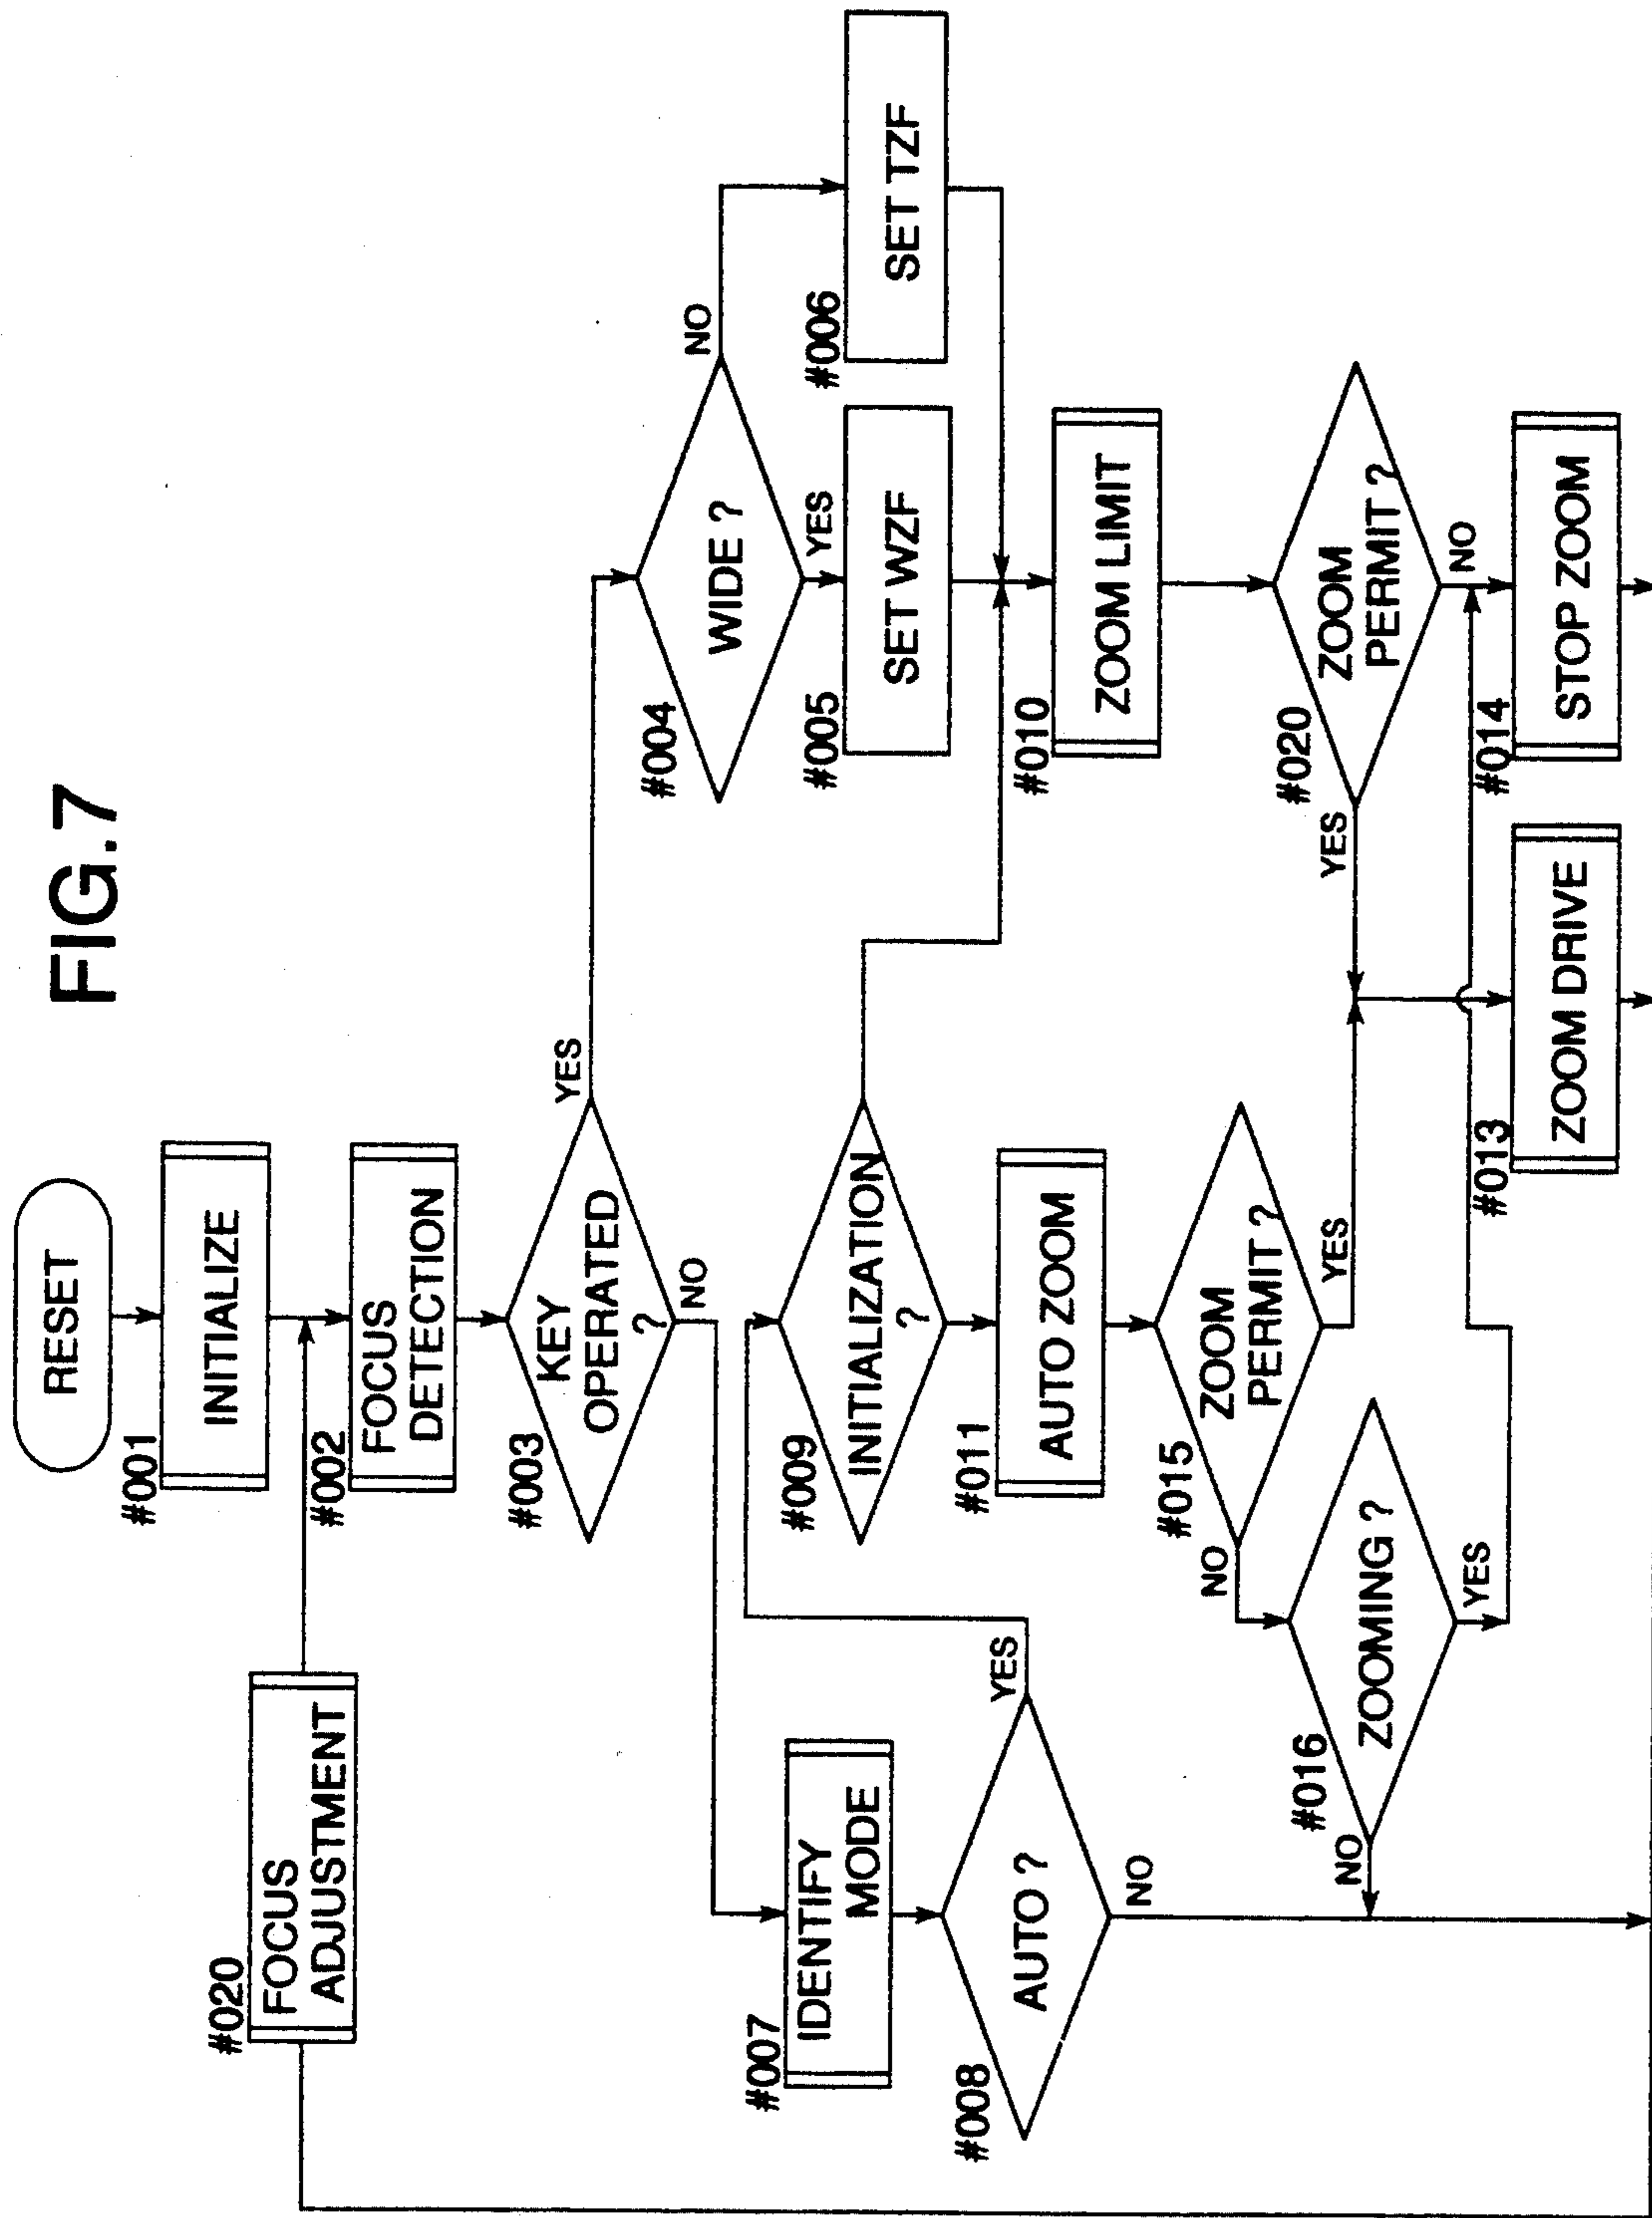 FIG.7
RESET
#001
INITIALIZE
#020
FOCUS
ADJUSTMENT
#002
FOCUS
DETECTION
#003
KEY
OPERATED
?
YES
NO
#004
WIDE ?
NO
YES
#005
SET WZF
#006
SET TZF
#007
IDENTIFY
MODE
#008
AUTO ?
YES
NO
#009
INITIALIZATION
?
#010
ZOOM LIMIT
#011
AUTO ZOOM
#015
ZOOM
PERMIT ?
NO
YES
#020
ZOOM
PERMIT ?
YES
NO
#016
ZOOMING ?
NO
YES
#013
ZOOM DRIVE
#014
STOP ZOOM